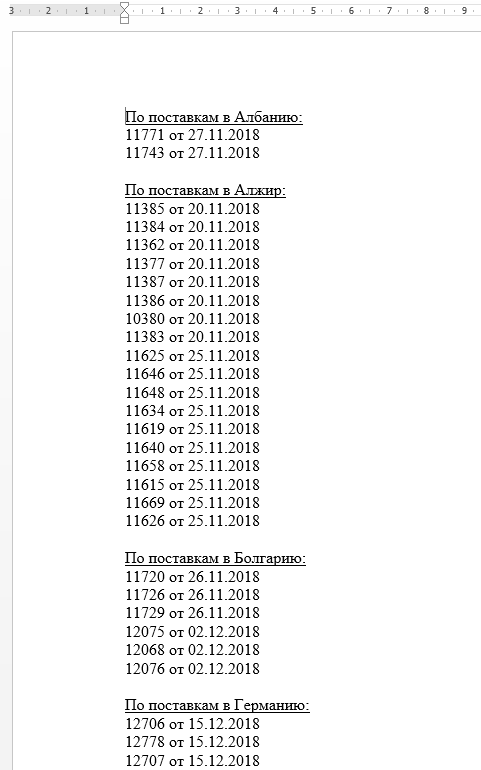 3 2 1 1 2 3 4 5 6 7 8 9
По поставкам в Албанию:
11771 от 27.11.2018
11743 от 27.11.2018
По поставкам в Алжир:
11385 от 20.11.2018
11384 от 20.11.2018
11362 от 20.11.2018
11377 от 20.11.2018
11387 от 20.11.2018
11386 от 20.11.2018
10380 от 20.11.2018
11383 от 20.11.2018
11625 от 25.11.2018
11646 от 25.11.2018
11648 от 25.11.2018
11634 от 25.11.2018
11619 от 25.11.2018
11640 от 25.11.2018
11658 от 25.11.2018
11615 от 25.11.2018
11669 от 25.11.2018
11626 от 25.11.2018
По поставкам в Болгарию:
11720 от 26.11.2018
11726 от 26.11.2018
11729 от 26.11.2018
12075 от 02.12.2018
12068 от 02.12.2018
12076 от 02.12.2018
По поставкам в Германию:
12706 от 15.12.2018
12778 от 15.12.2018
12707 от 15.12.2018